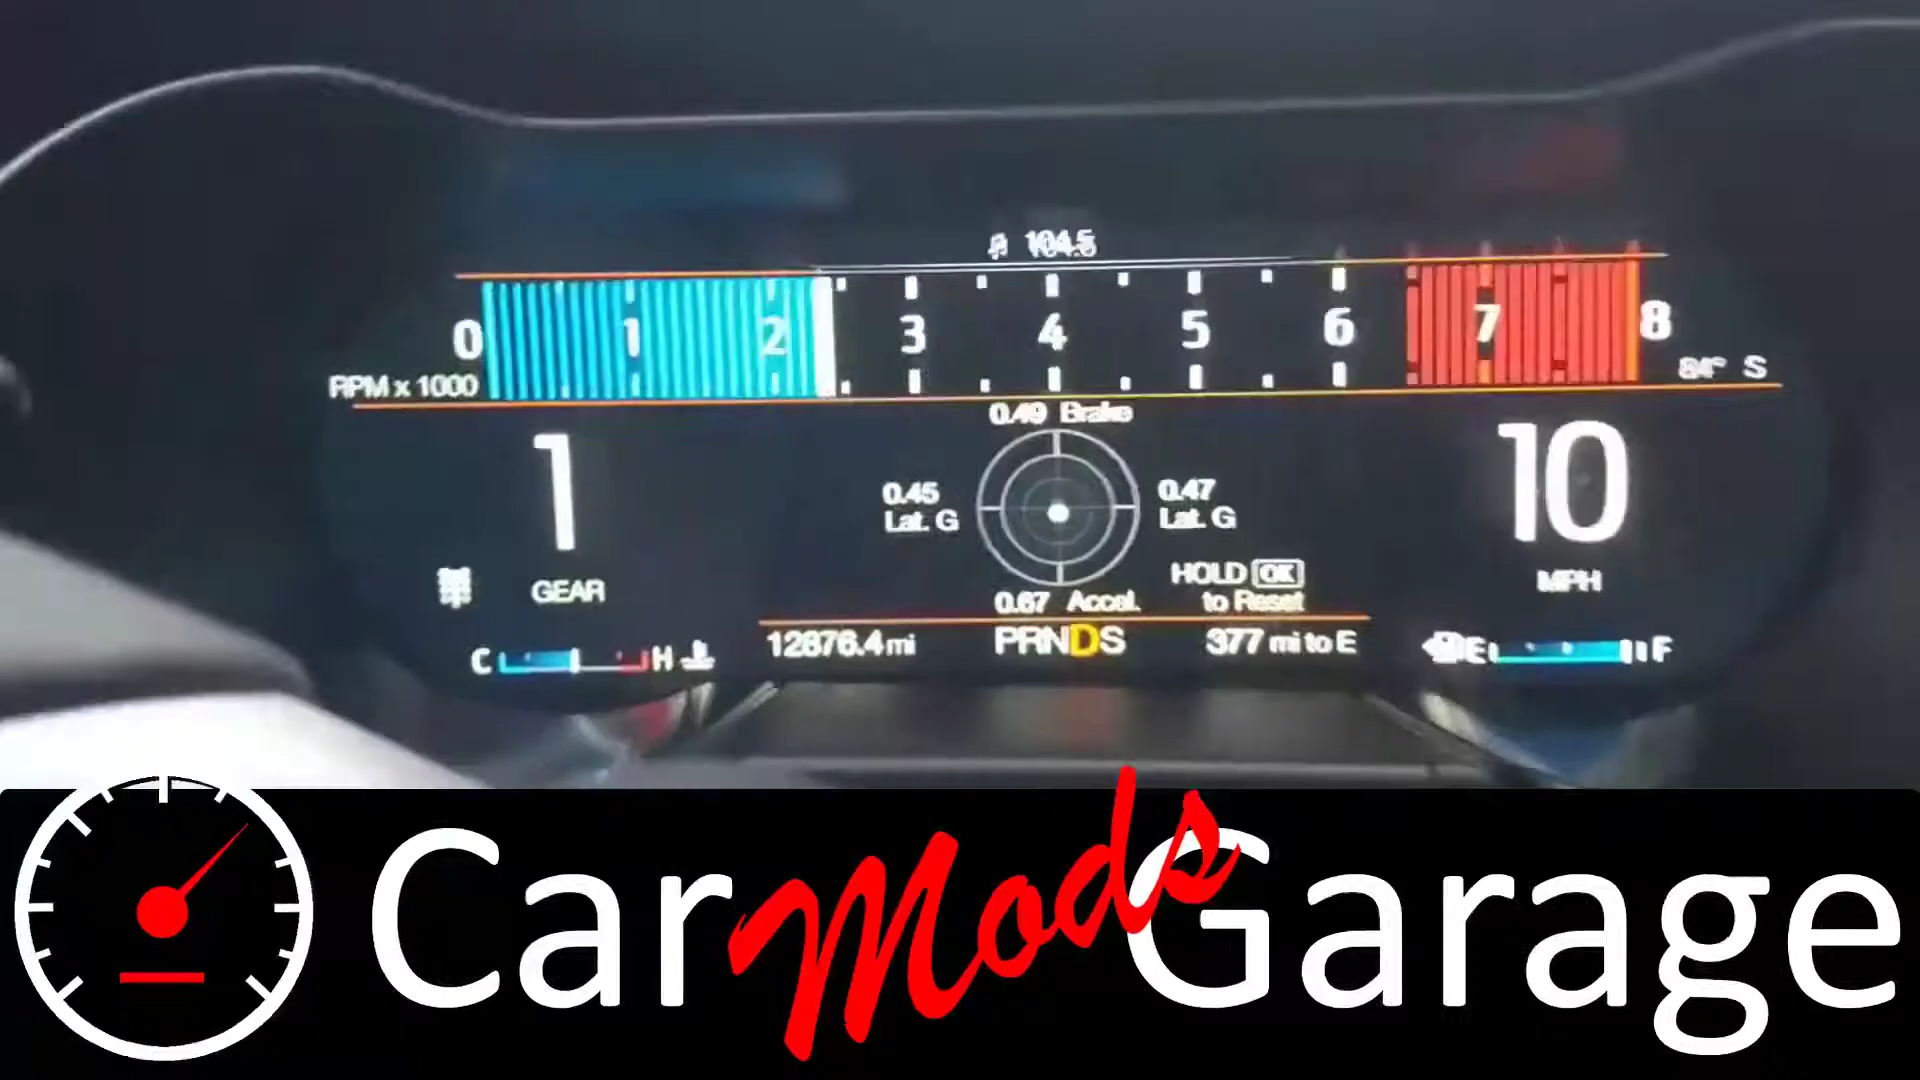 104.5
0 1 2 3 4 5 6 7 8
RPM x 1000
84° S
1
GEAR
0.49 Brake
0.45
Lat. G
0.47
Lat. G
0.67 Accel.
HOLD OK
to Reset
10
MPH
C H
12876.4 mi
PRNDS
377 mi to E
E F
Car Mods Garage